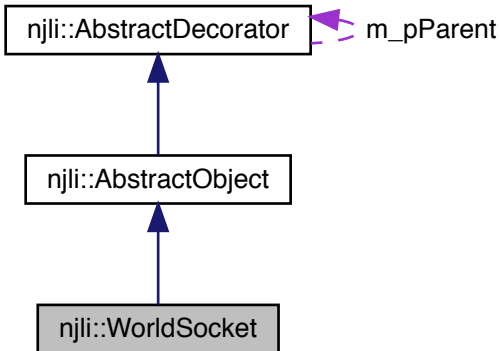 njli::AbstractDecorator
m_pParent
njli::AbstractObject
njli::WorldSocket